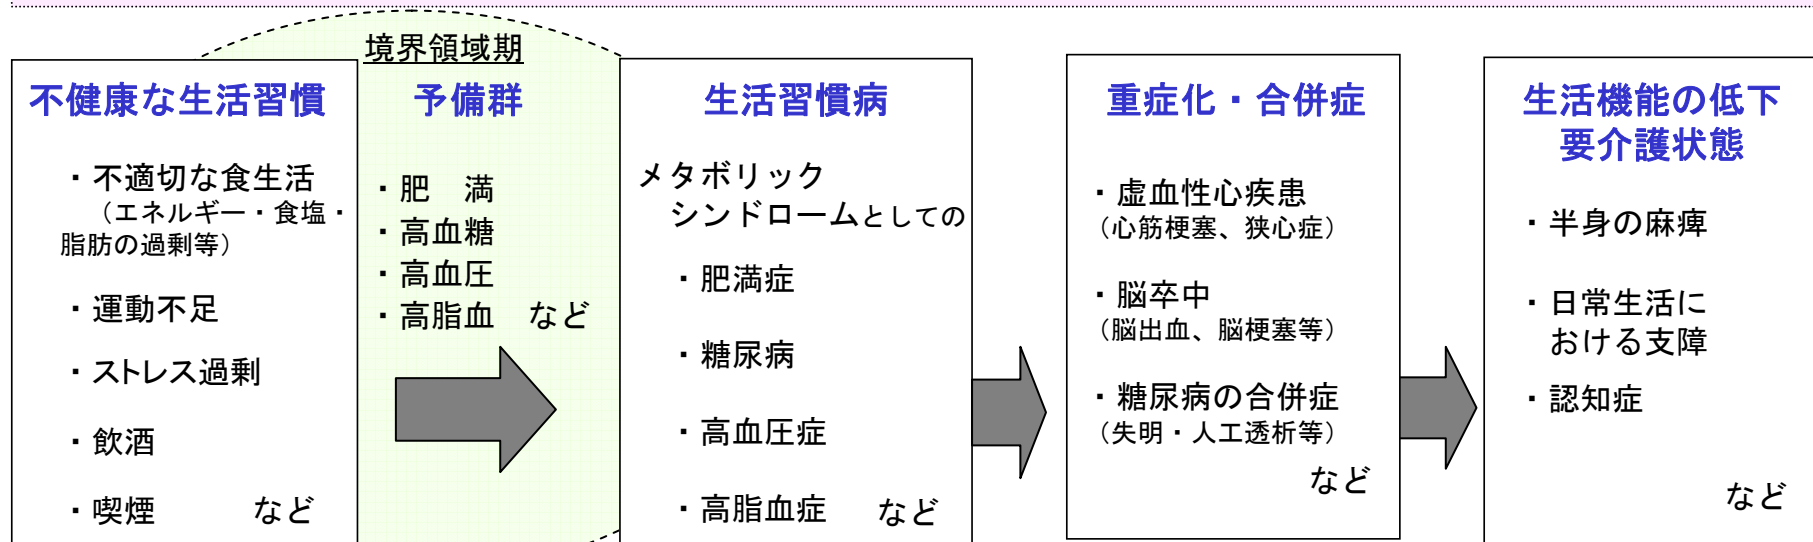 不健康な生活習慣
・不適切な食生活
（エネルギー・食塩・
脂肪の過剰等）
・運動不足
・ストレス過剰
・飲酒
・喫煙　など
境界領域期
予備群
・肥　満
・高血糖
・高血圧
・高脂血　など
生活習慣病
メタボリック
シンドロームとしての
・肥満症
・糖尿病
・高血圧症
・高脂血症　など
重症化・合併症
・虚血性心疾患
（心筋梗塞、狭心症）
・脳卒中
（脳出血、脳梗塞等）
・糖尿病の合併症
（失明・人工透析等）
など
生活機能の低下
要介護状態
・半身の麻痺
・日常生活に
おける支障
・認知症
など